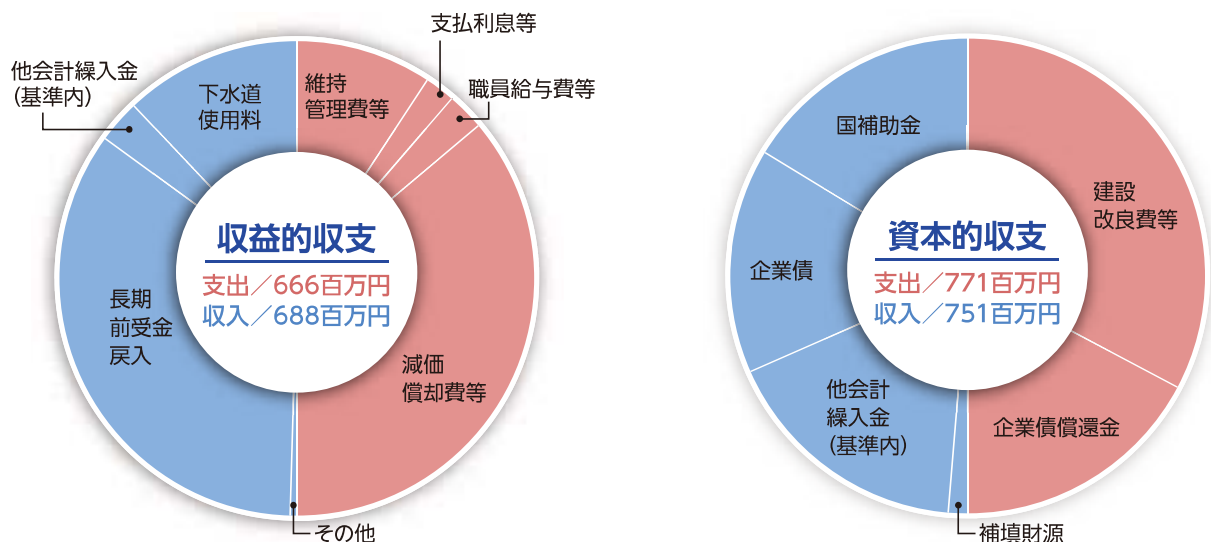 支払利息等
他会計繰入金
(基準内)
下水道
使用料
維持
管理費等
職員給与費等
収益的収支
支出／666百万円
収入／688百万円
長期
前受金
戻入
減価
償却費等
その他
国補助金
建設
改良費等
企業債
資本的収支
支出／771百万円
収入／751百万円
他会計
繰入金
(基準内)
企業債償還金
補填財源